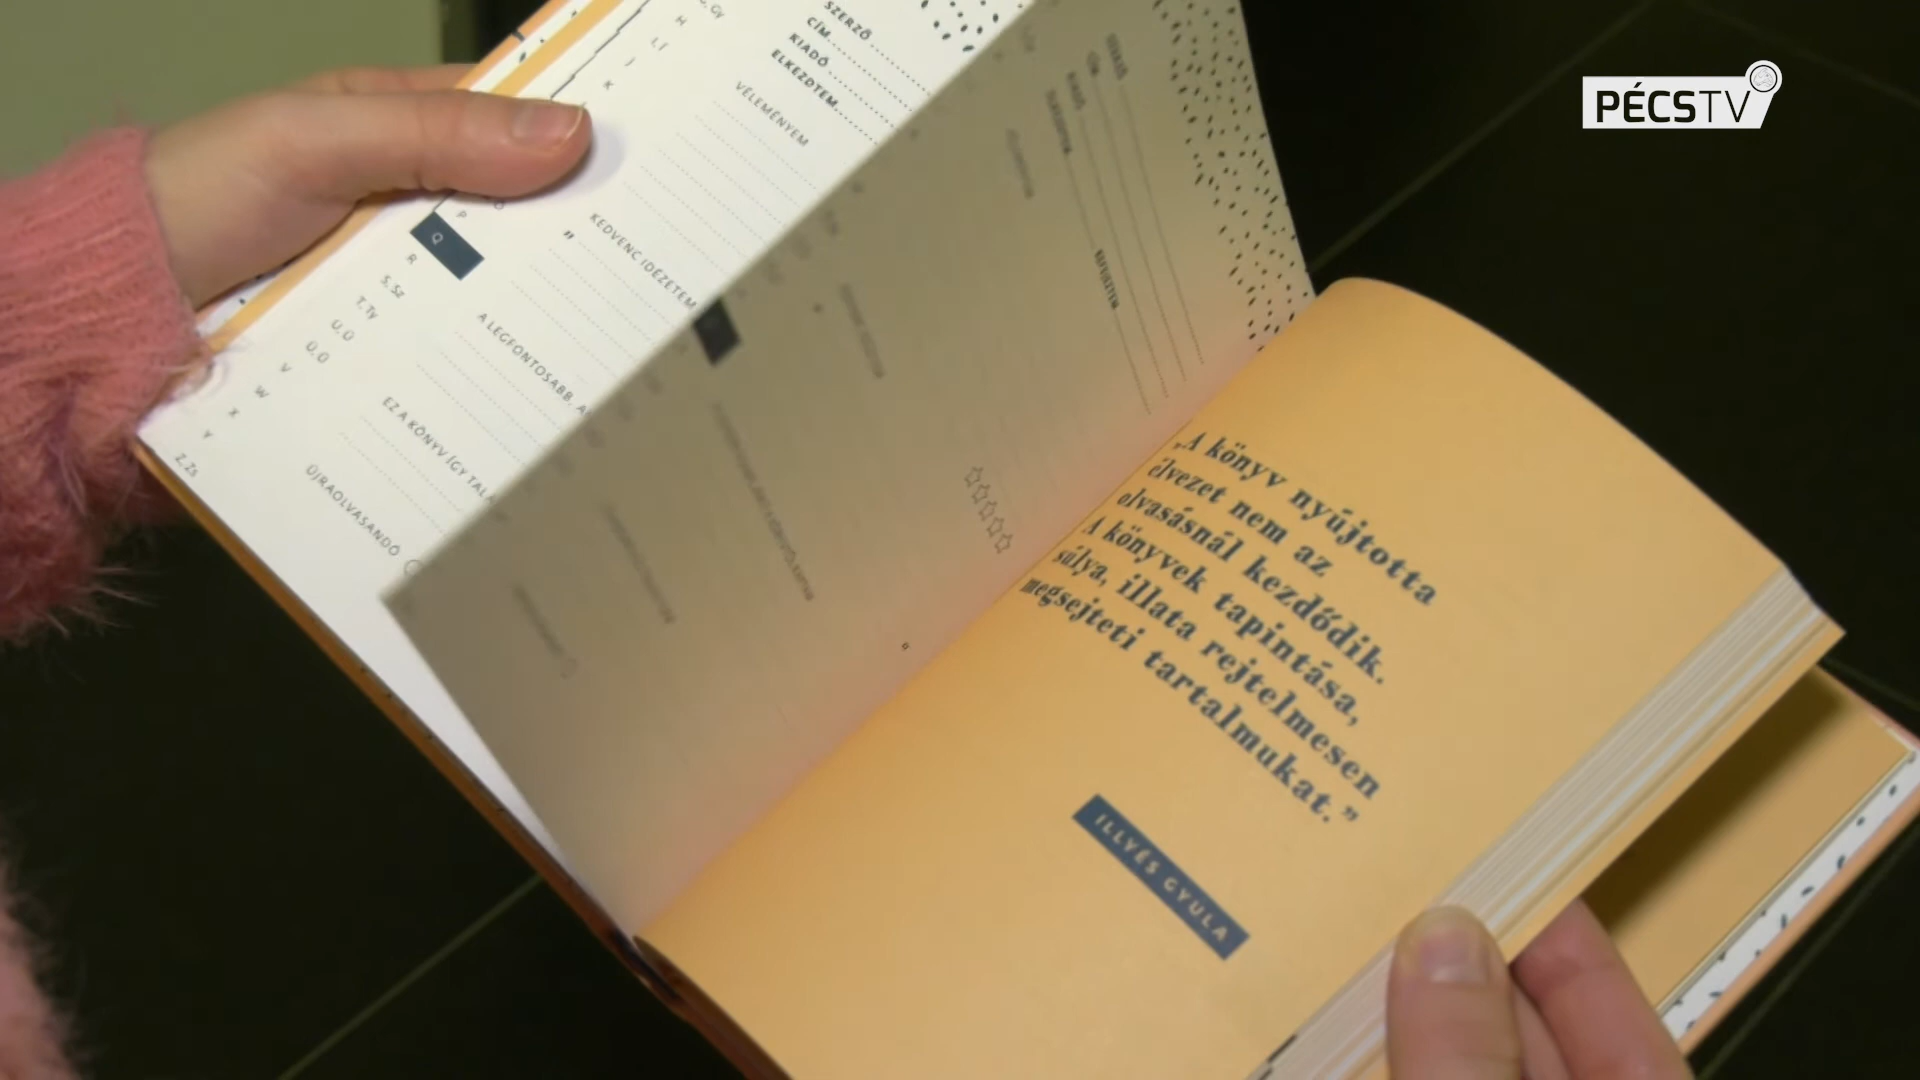 PÉCSTV
H
I, Í
J
K
P
Q
R
S, Sz
T, Ty
U, Ú
Ü, Ű
V
W
X
Y
Z, Zs
SZERZŐ
CÍM
KIADÓ
ELKEZDTEM
VÉLEMÉNYEM
KEDVENC IDÉZETEM
„
A LEGFONTOSABB,
EZ A KÖNYV ÍGY
ÚJRAOLVASANDÓ
„A könyv nyújtotta
élvezet nem az
olvasásnál kezdődik.
A könyvek tapintása,
súlya, illata rejtelmesen
megsejteti tartalmukat.”
ILLYÉS GYULA